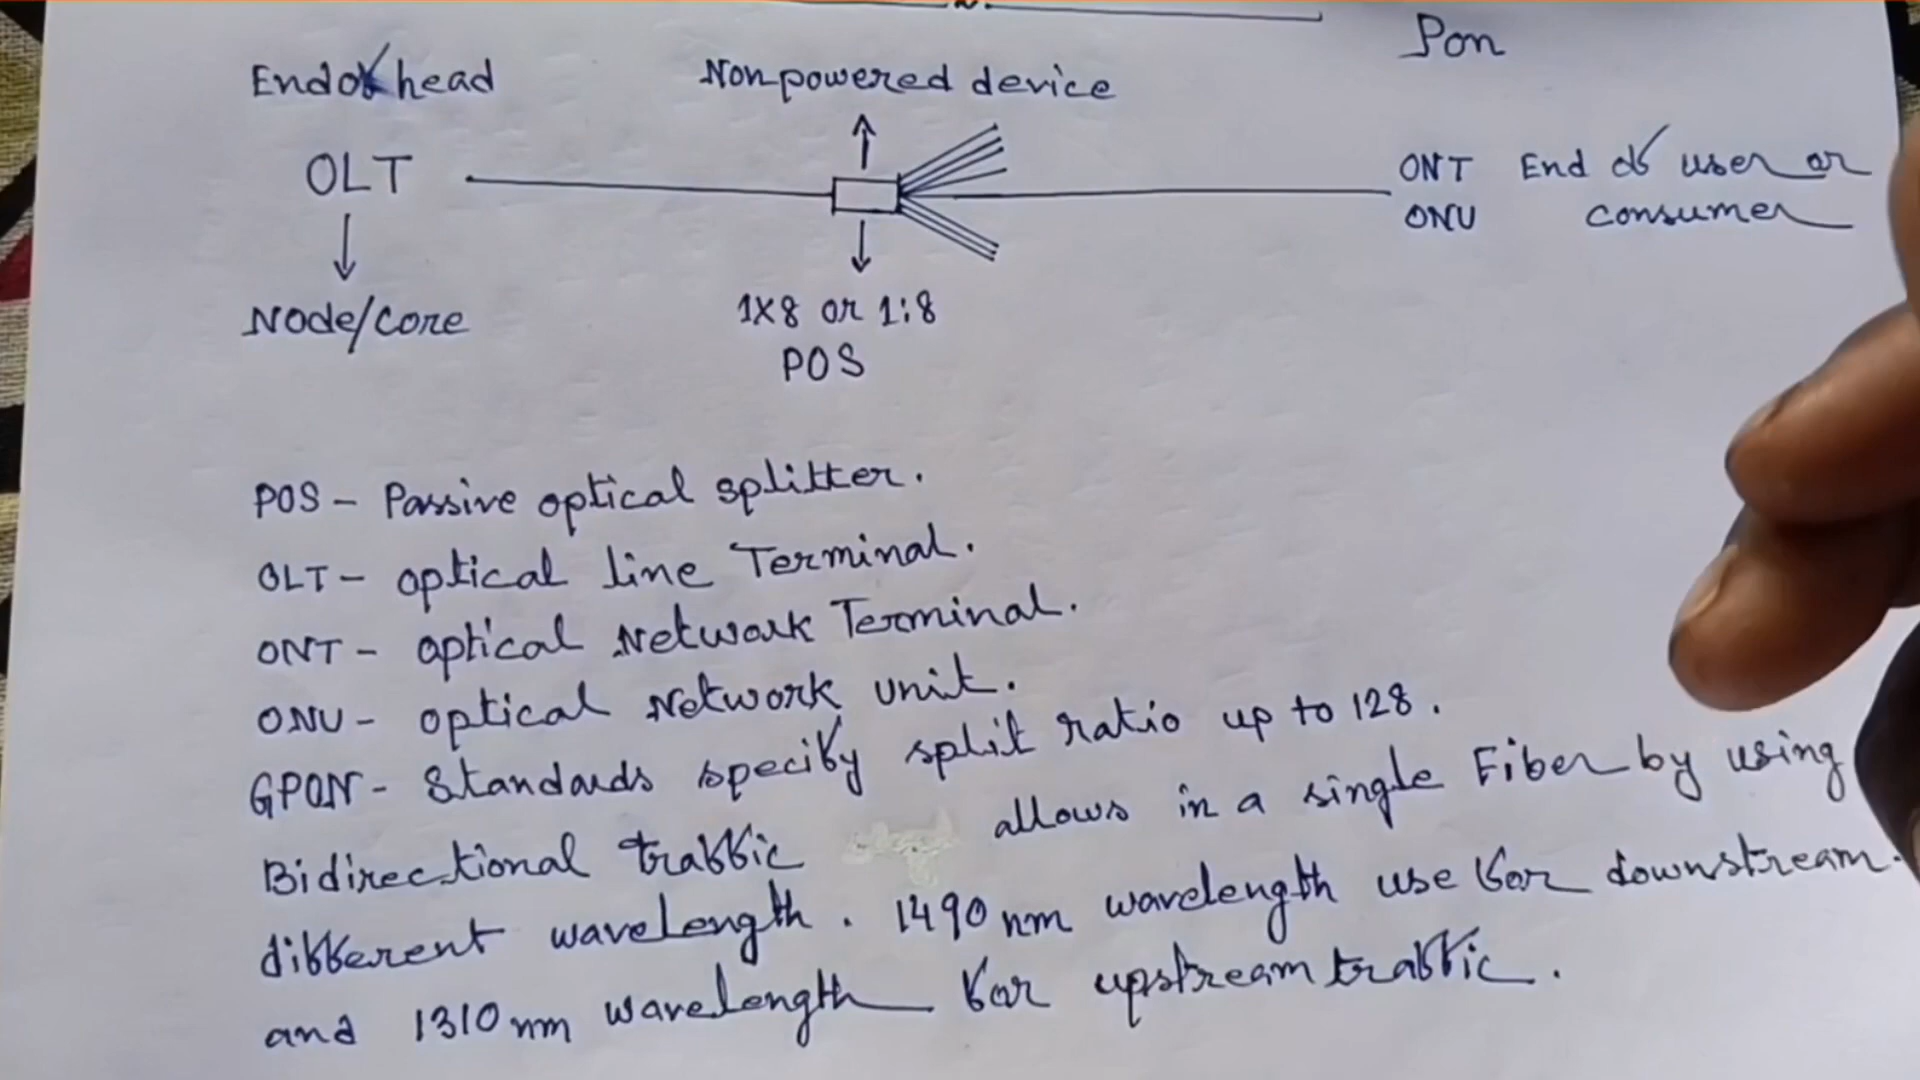 Pon
End of head
Non powered device
OLT
ONT End of user or
ONU consumer
Node/Core
1x8 or 1:8
POS
POS - Passive optical splitter.
OLT - optical line Terminal.
ONT - optical Network Terminal.
ONU - optical Network unit.
GPON - Standards specify split ratio up to 128.
Bidirectional traffic allows in a single Fiber by using
different wavelength. 1490 nm wavelength use for downstream.
and 1310 nm wavelength for upstream traffic.